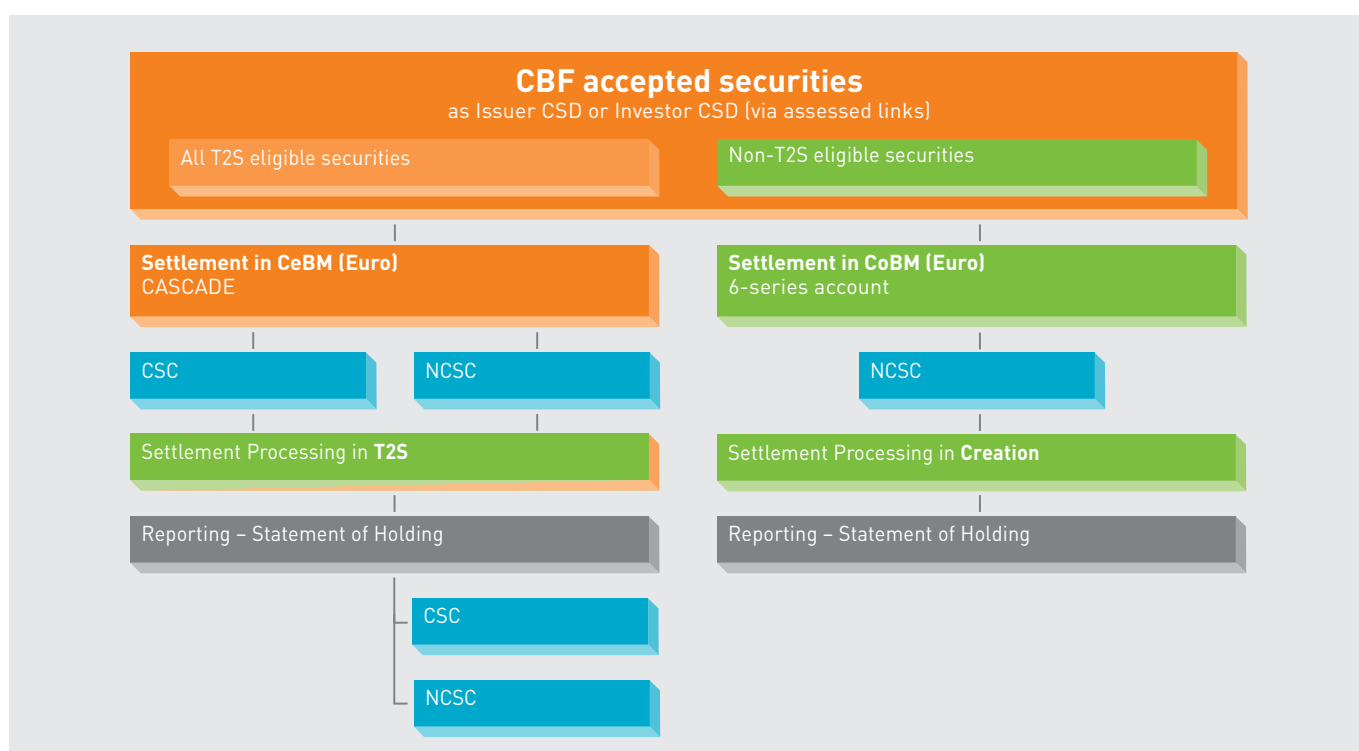 CBF accepted securities
as Issuer CSD or Investor CSD (via assessed links)
All T2S eligible securities
Non-T2S eligible securities
Settlement in CeBM (Euro)
CASCADE
Settlement in CoBM (Euro)
6-series account
CSC
NCSC
NCSC
Settlement Processing in T2S
Settlement Processing in Creation
Reporting – Statement of Holding
Reporting – Statement of Holding
CSC
NCSC